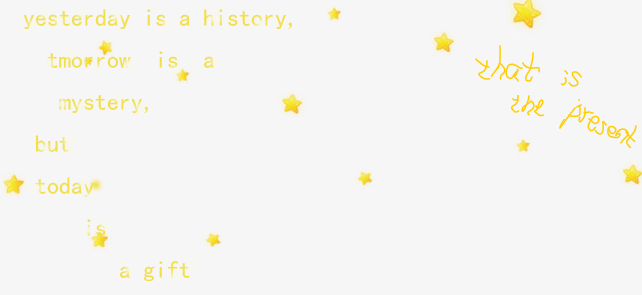 yesterday is a history,
tmorrow is a
mystery,
but
today
is
a gift
that is
the present